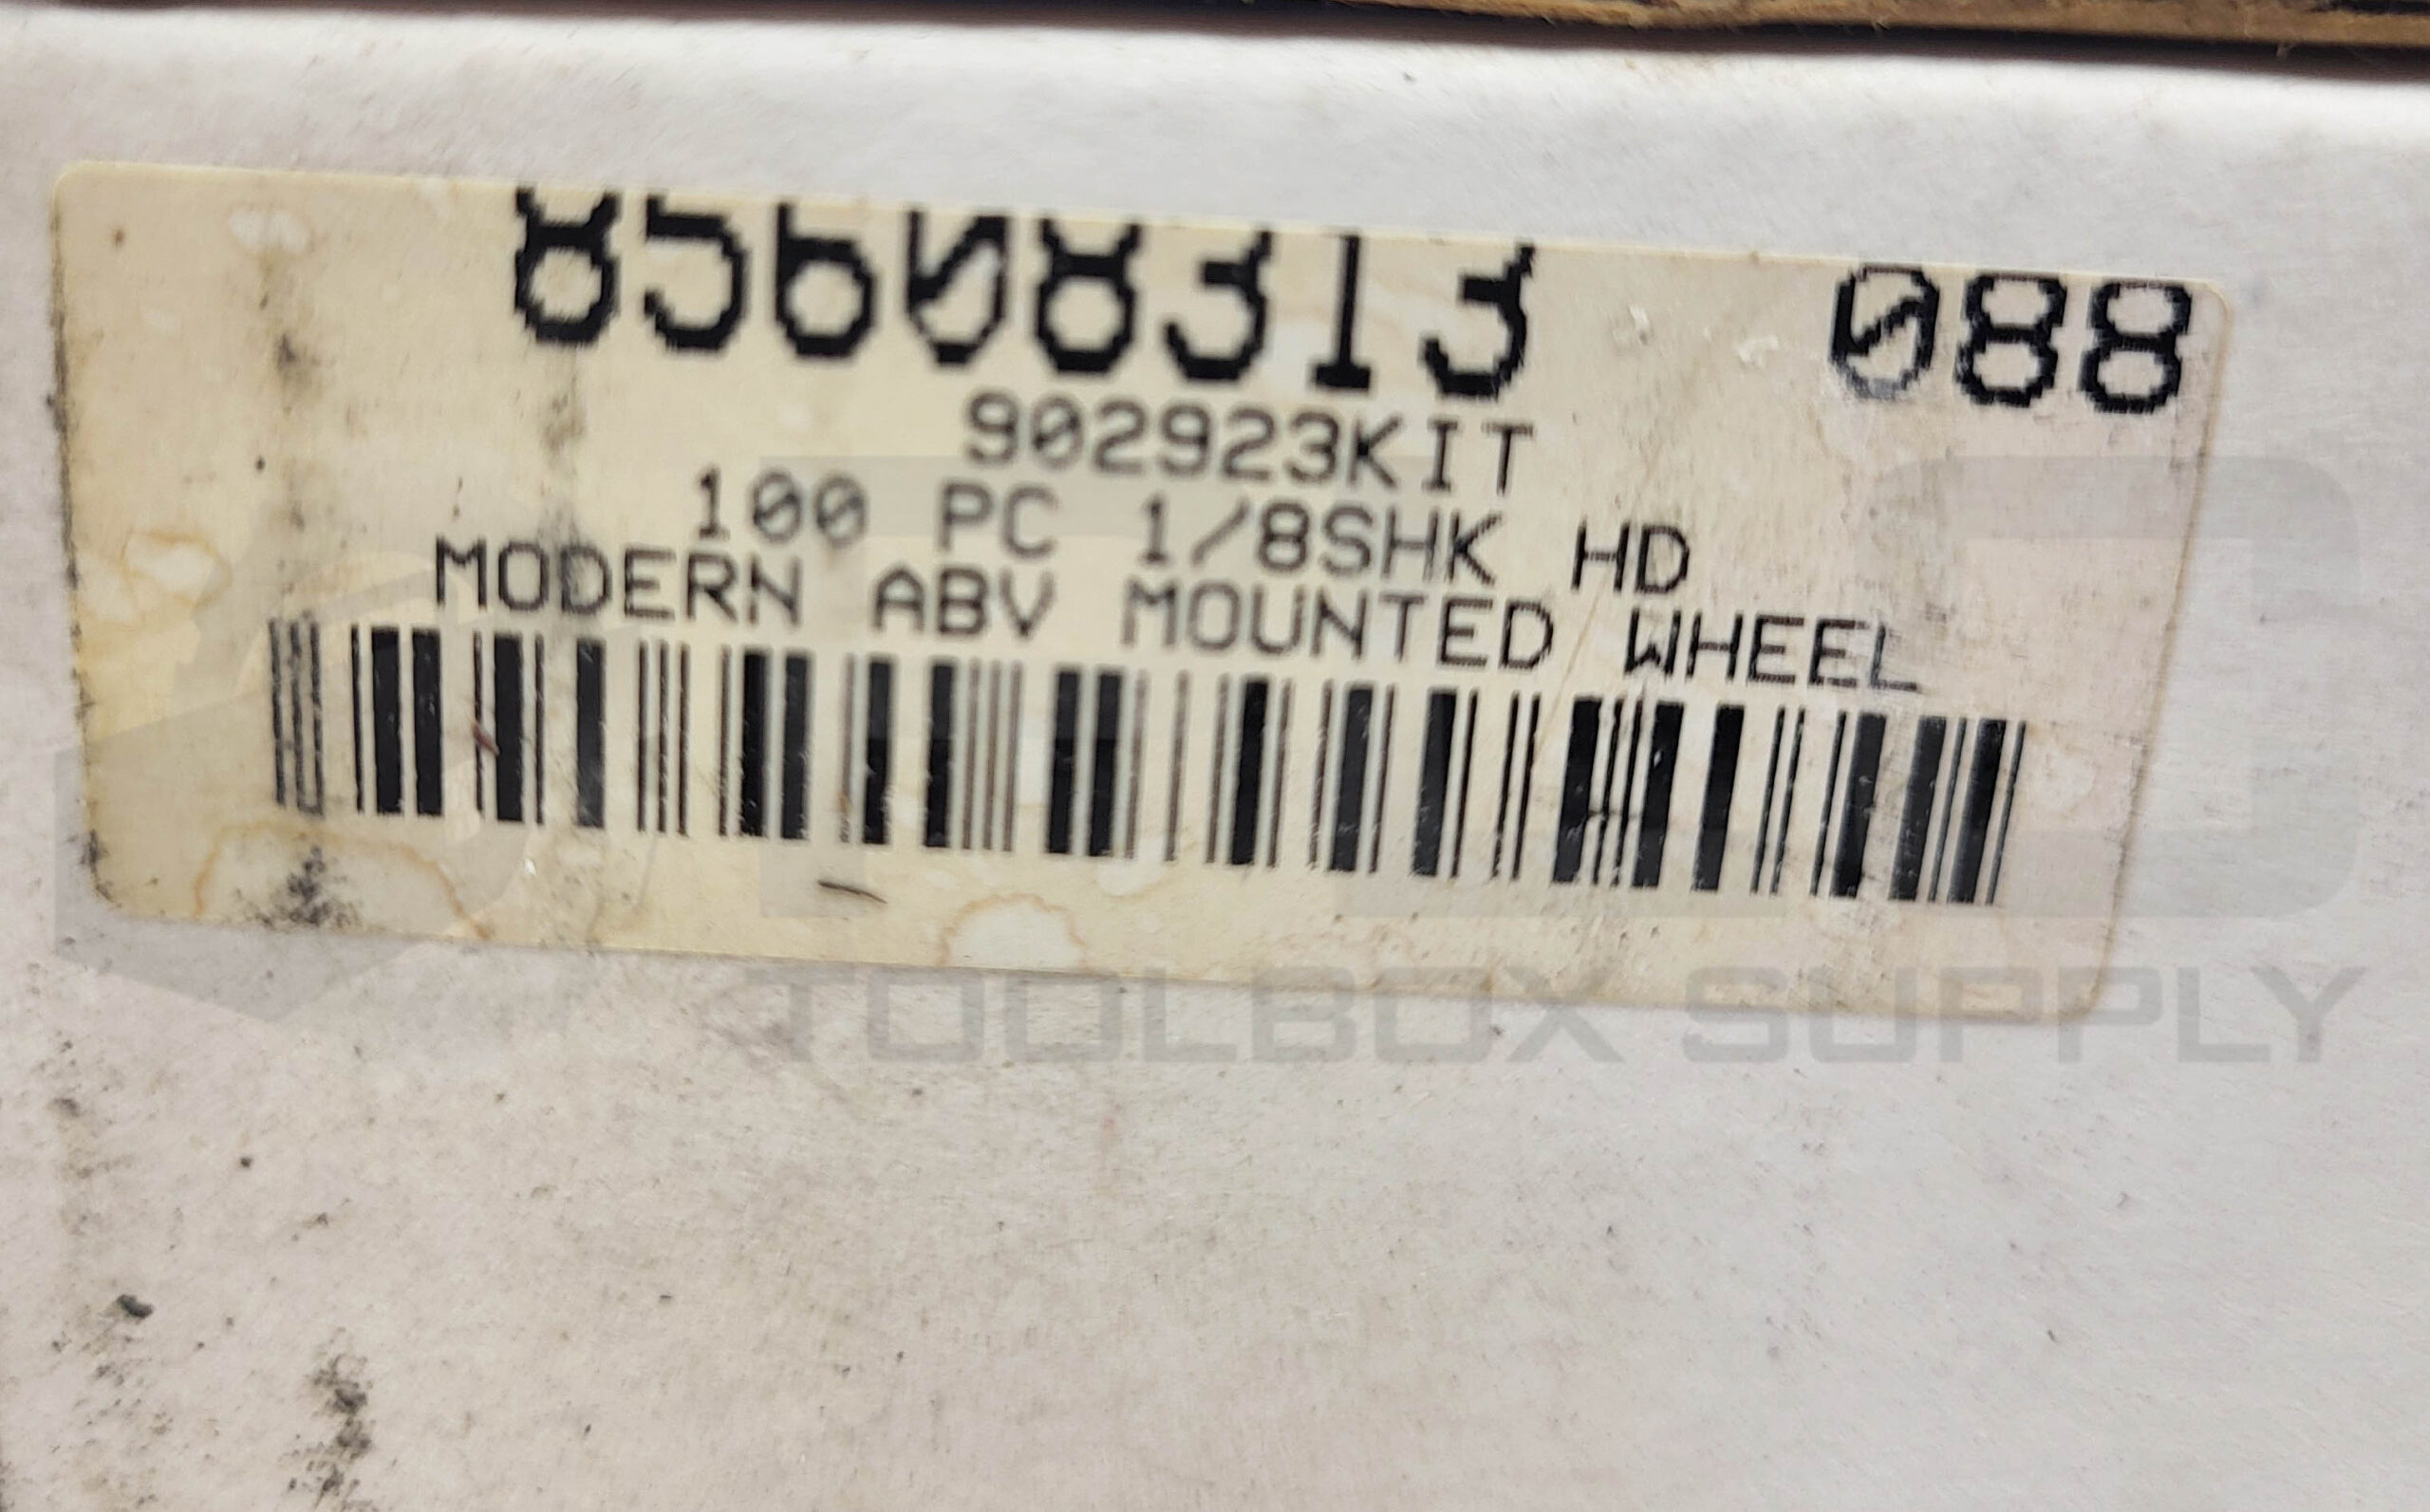 85608313 088
902923KIT
100 PC 1/8SHK HD
MODERN ABV MOUNTED WHEEL
TOOLBOX SUPPLY